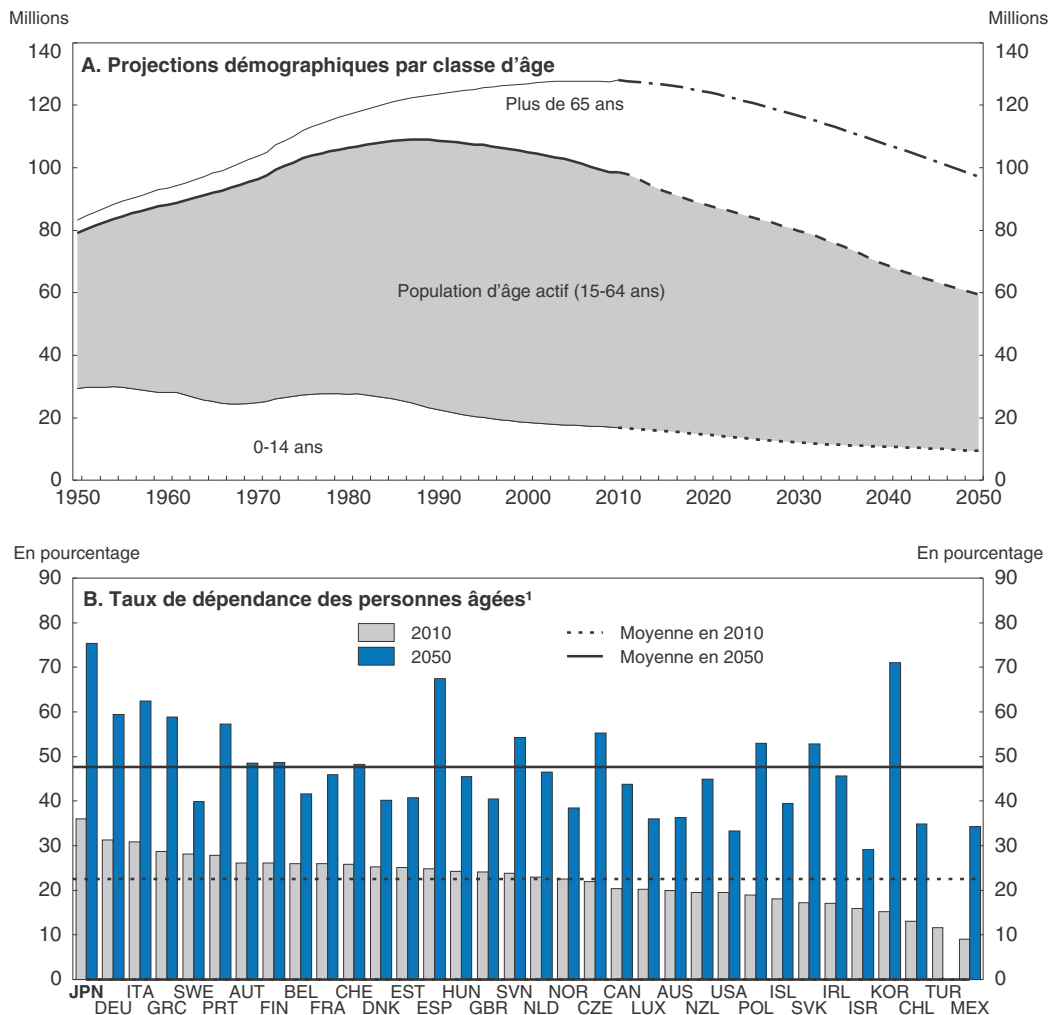 Millions Millions
A. Projections démographiques par classe d'âge
140 140
120 120
100 100
80 80
60 60
40 40
20 20
0 0
Plus de 65 ans
Population d'âge actif (15-64 ans)
0-14 ans
1950 1960 1970 1980 1990 2000 2010 2020 2030 2040 2050
En pourcentage En pourcentage
B. Taux de dépendance des personnes âgées¹
90 90
80 80
70 70
60 60
50 50
40 40
30 30
20 20
10 10
0 0
2010 Moyenne en 2010
2050 Moyenne en 2050
JPN ITA SWE AUT BEL CHE EST HUN SVN NOR CAN AUS USA ISL IRL KOR TUR
DEU GRC PRT FIN FRA DNK ESP GBR NLD CZE LUX NZL POL SVK ISR CHL MEX